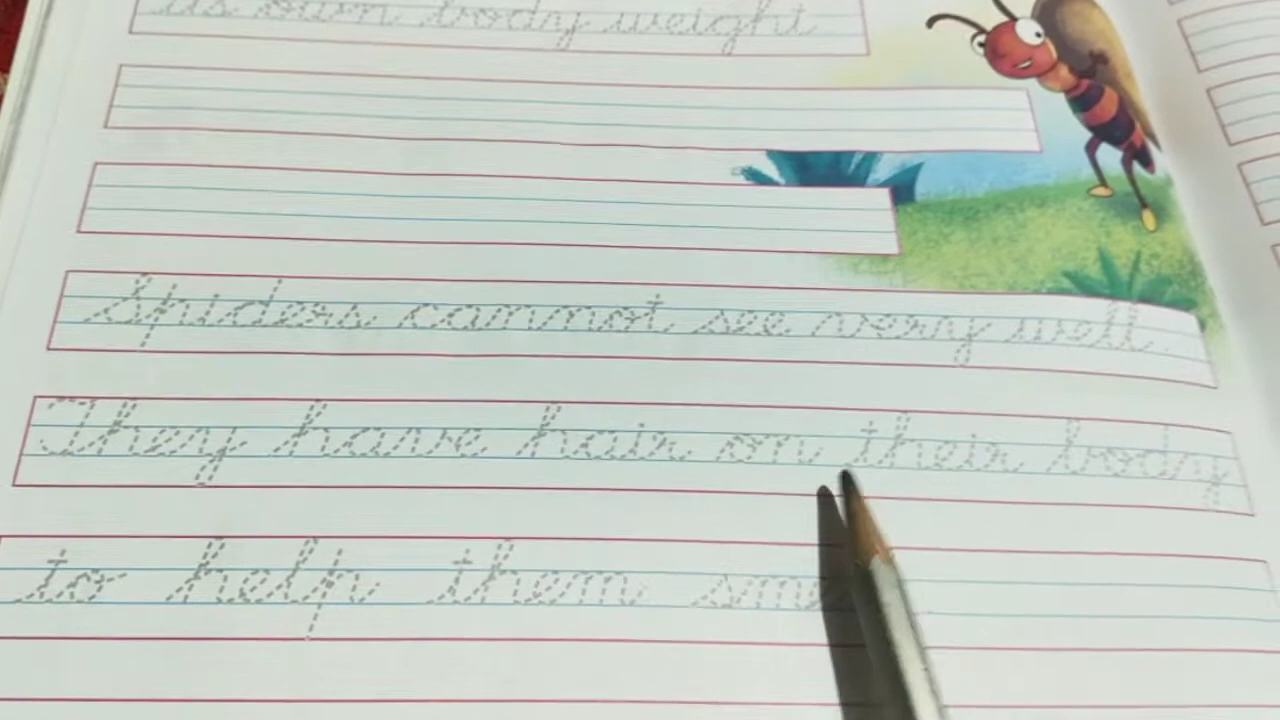 its own body weight
Spiders cannot see very well.
They have hair on their body
to help them